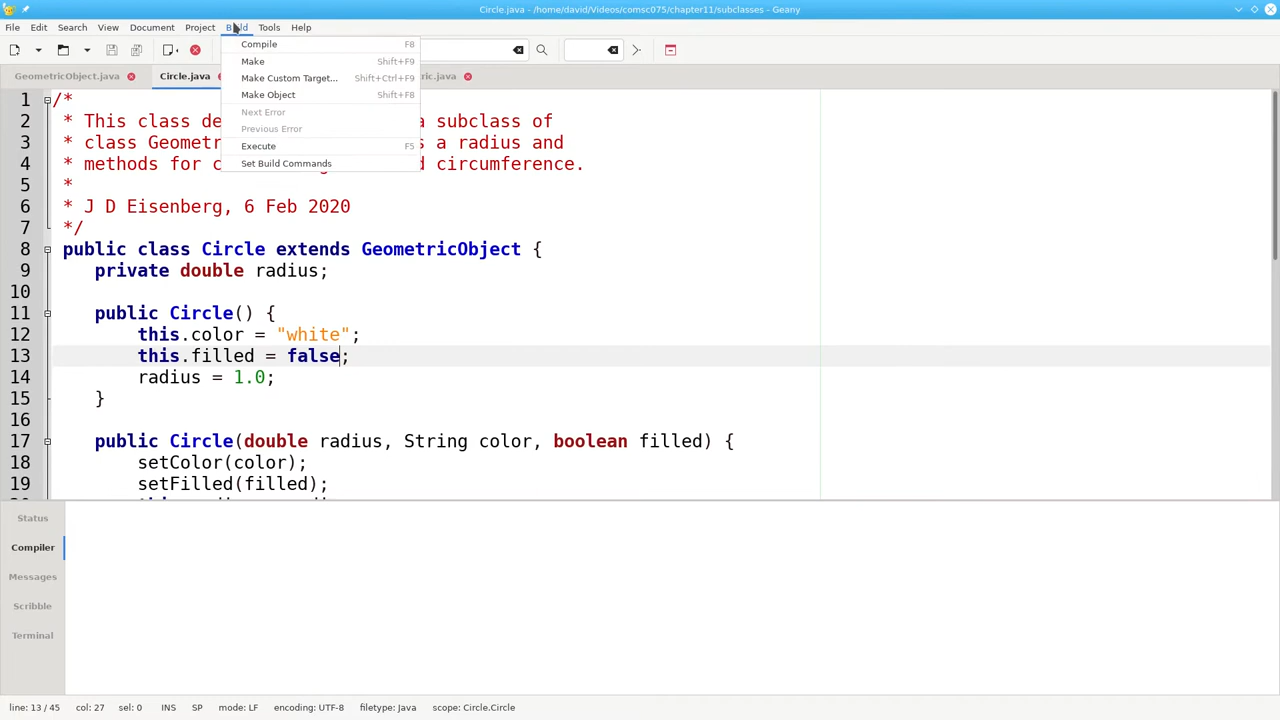 Circle.java - /home/david/Videos/comsc075/chapter11/subclasses - Geany
File Edit Search View Document Project Build Tools Help
Compile F8
Make Shift+F9
Make Custom Target... Shift+Ctrl+F9
Make Object Shift+F8
Next Error
Previous Error
Execute F5
Set Build Commands
GeometricObject.java Circle.java ric.java
1 /*
2 * This class de a subclass of
3 * class Geometr s a radius and
4 * methods for c d circumference.
5 *
6 * J D Eisenberg, 6 Feb 2020
7 */
8 public class Circle extends GeometricObject {
9 private double radius;
10
11 public Circle() {
12 this.color = "white";
13 this.filled = false;
14 radius = 1.0;
15 }
16
17 public Circle(double radius, String color, boolean filled) {
18 setColor(color);
19 setFilled(filled);
Status
Compiler
Messages
Scribble
Terminal
line: 13 / 45 col: 27 sel: 0 INS SP mode: LF encoding: UTF-8 filetype: Java scope: Circle.Circle